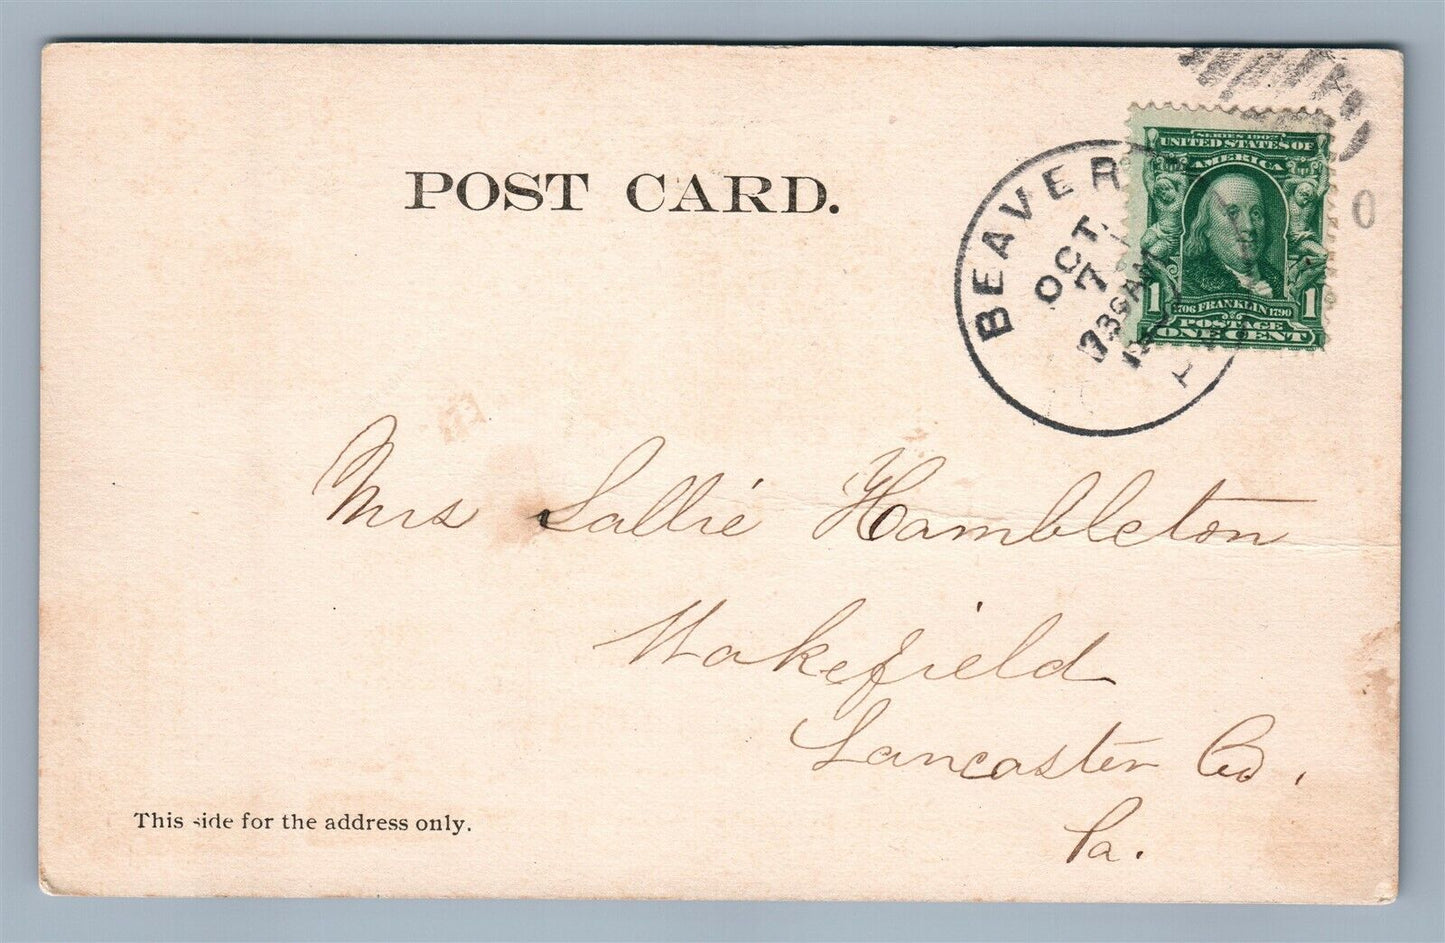 POST CARD.
BEAVER
OCT
7
SERIES 1902
UNITED STATES OF
AMERICA
1 1706 FRANKLIN 1790 1
POSTAGE
ONE CENT
0
Mrs Sallie Hambleton
Wakefield
Lancaster Co.
Pa.
This side for the address only.